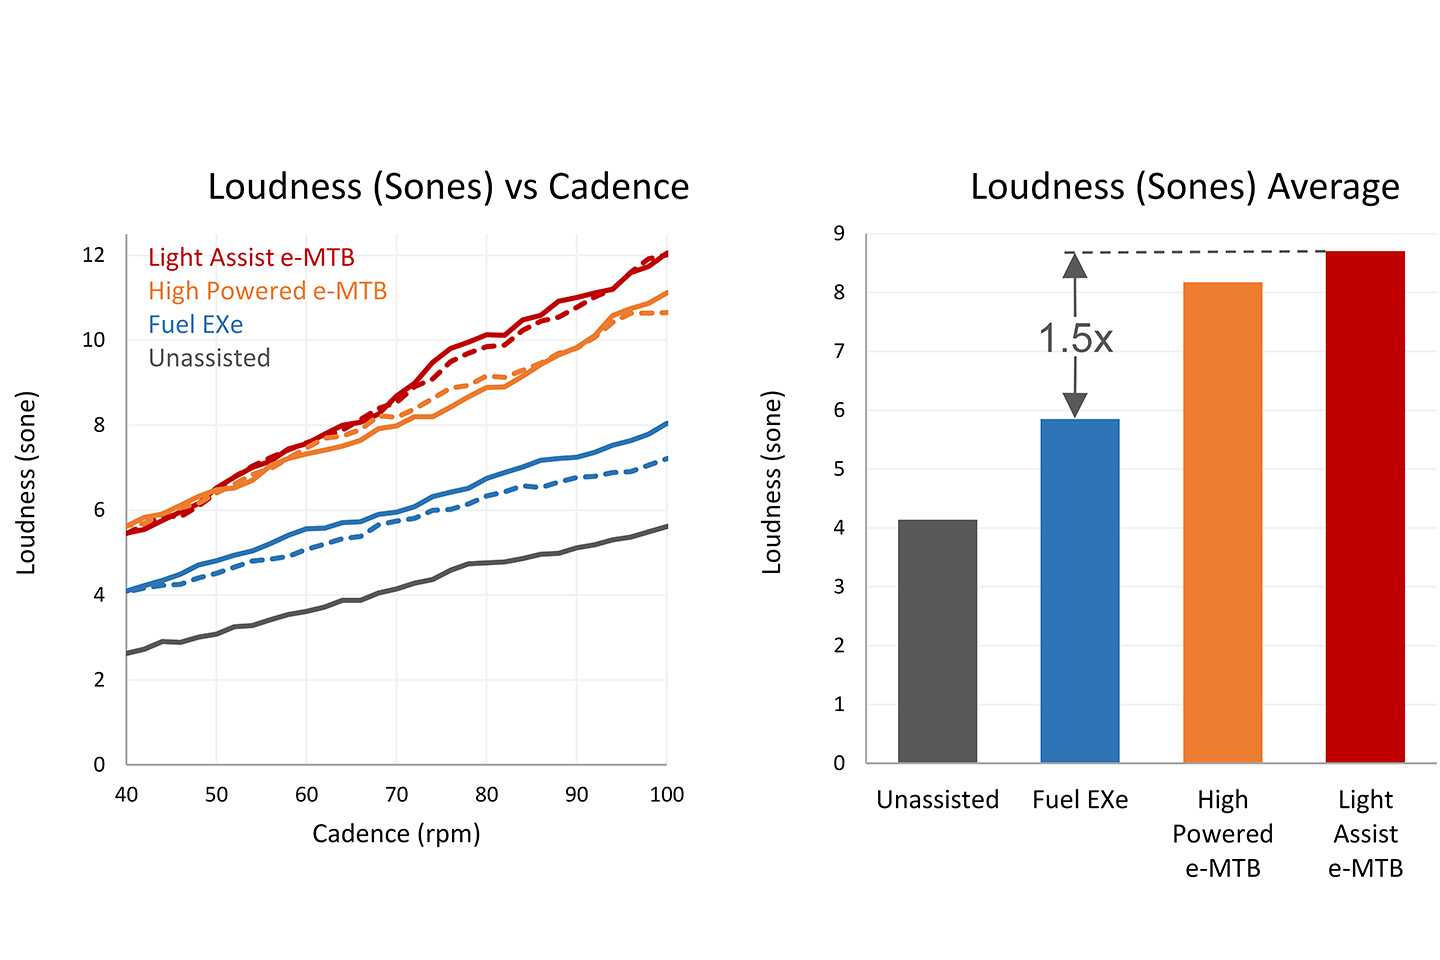 Loudness (Sones) vs Cadence
Light Assist e-MTB
High Powered e-MTB
Fuel EXe
Unassisted
12
10
8
6
4
2
0
Loudness (sone)
40 50 60 70 80 90 100
Cadence (rpm)
Loudness (Sones) Average
9
8
7
6
5
4
3
2
1
0
Loudness (sone)
1.5x
Unassisted
Fuel EXe
High
Powered
e-MTB
Light
Assist
e-MTB